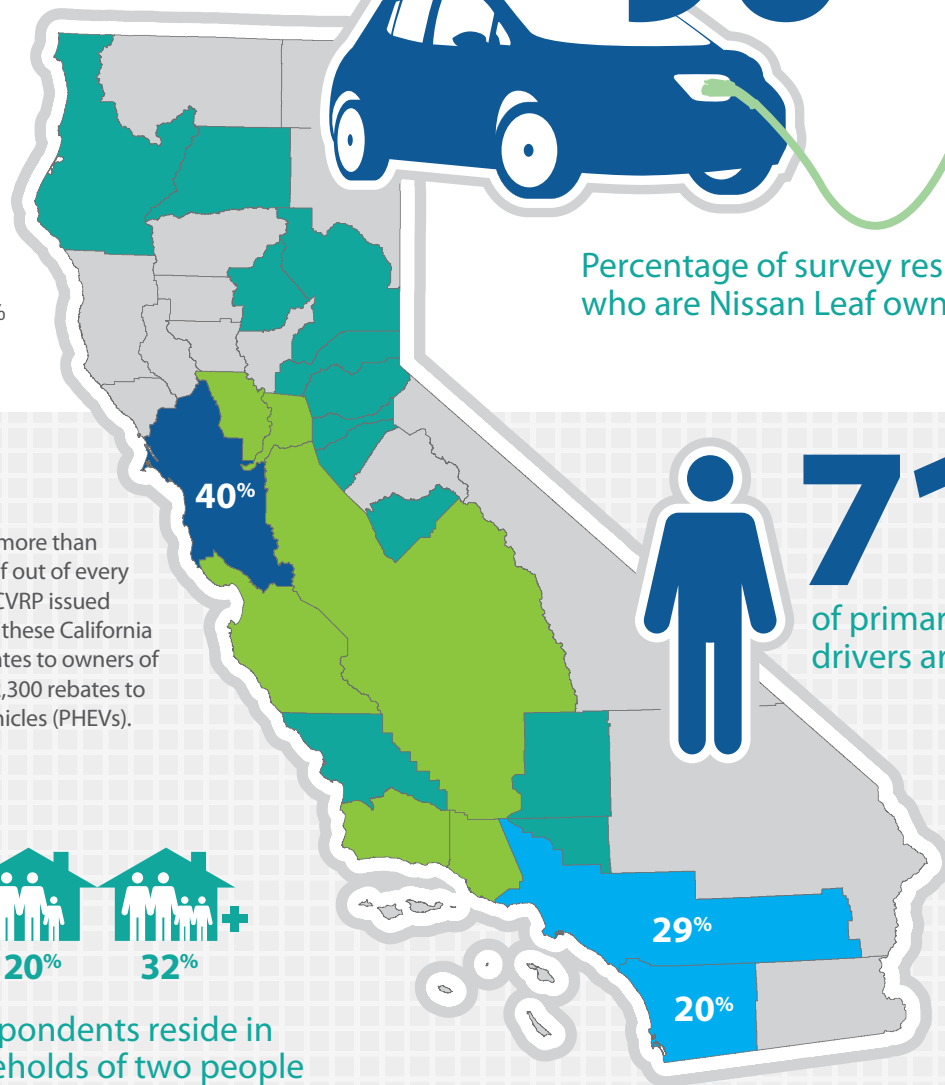 Percentage of survey res
who are Nissan Leaf own
%
40%
more than
f out of every
CVRP issued
these California
ates to owners of
,300 rebates to
hicles (PHEVs).
71
of primar
drivers ar
20%
32%
+
pondents reside in
eholds of two people
29%
20%